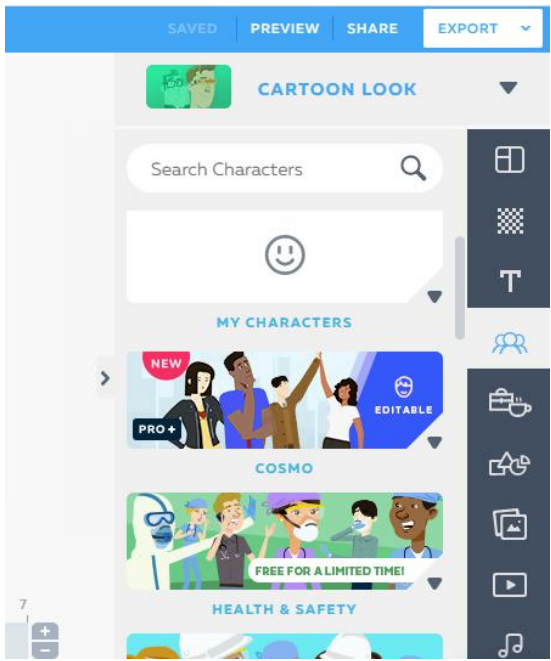 SAVED PREVIEW SHARE EXPORT
CARTOON LOOK
Search Characters
T
MY CHARACTERS
NEW
EDITABLE
PRO +
COSMO
FREE FOR A LIMITED TIME!
7
HEALTH & SAFETY